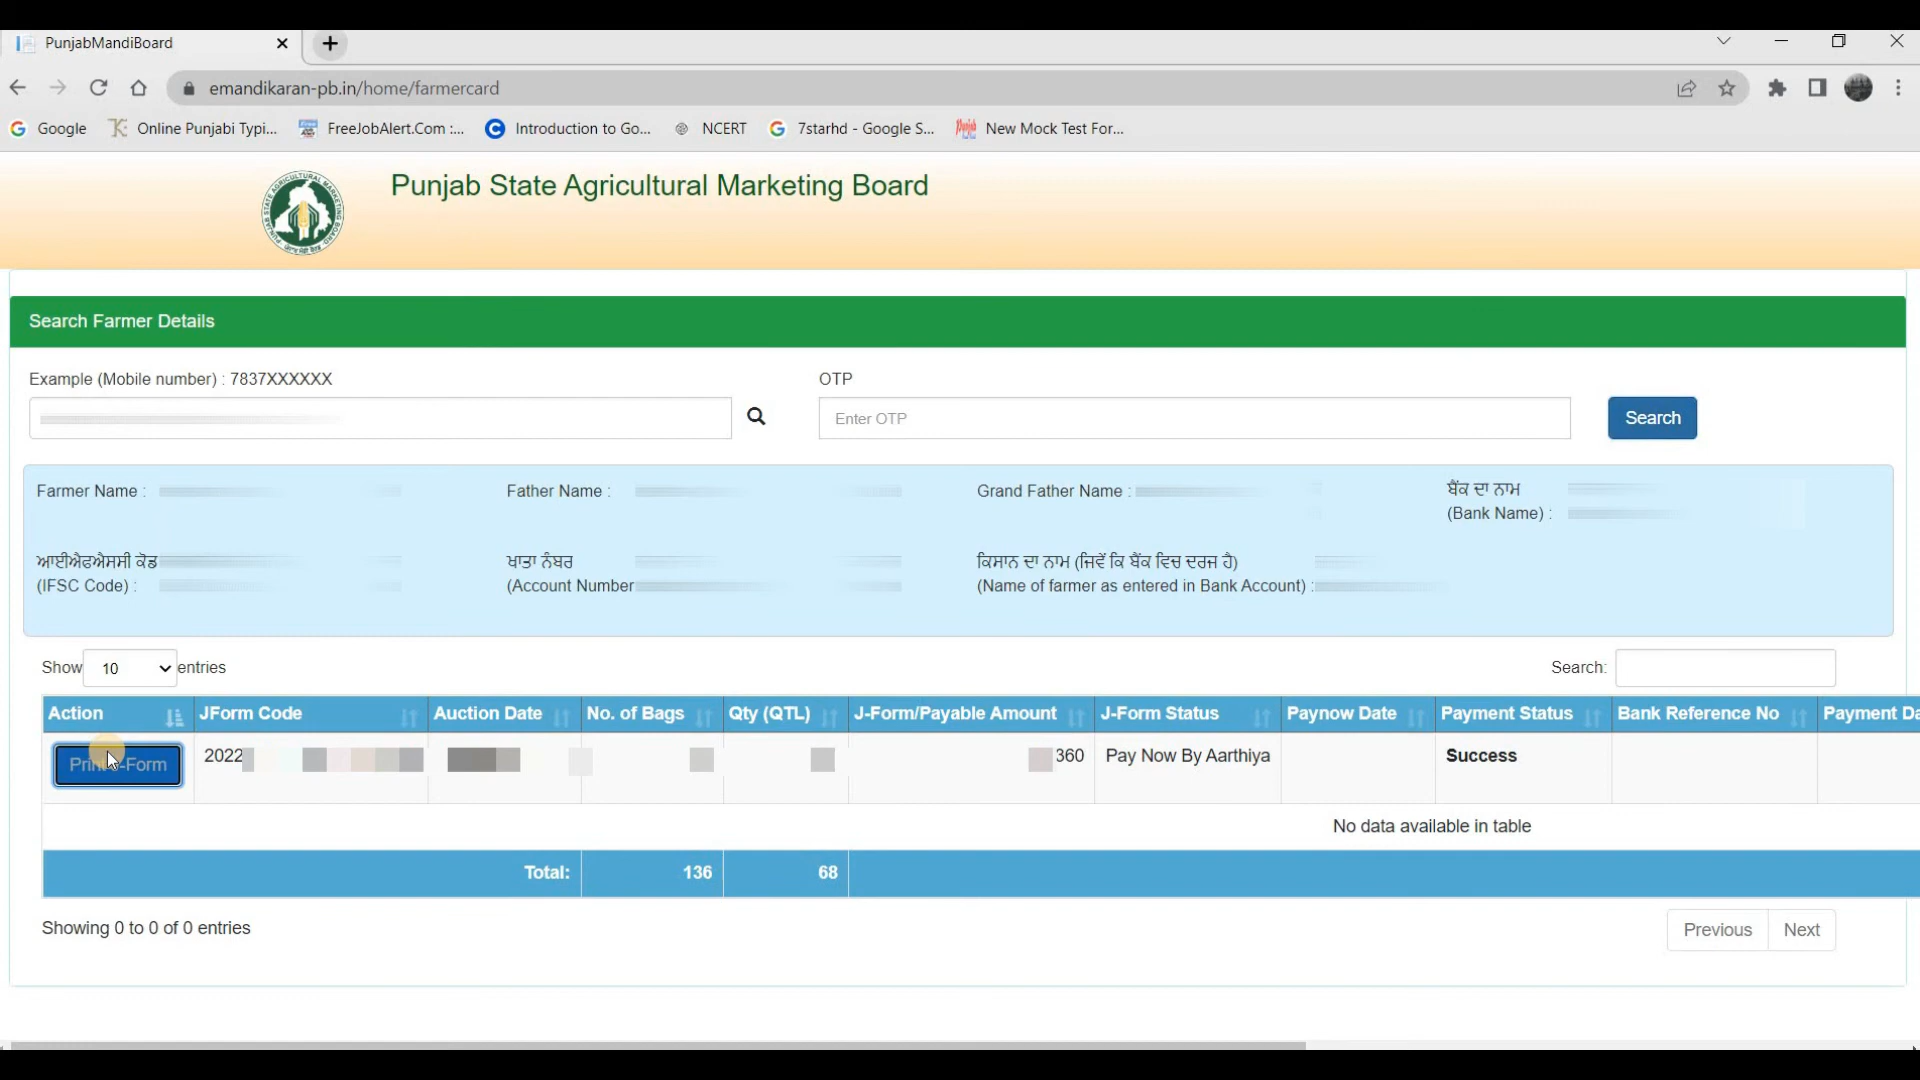 PunjabMandiBoard
emandikaran-pb.in/home/farmercard
Google
Online Punjabi Typi...
FreeJobAlert.Com :...
Introduction to Go...
NCERT
7starhd - Google S...
New Mock Test For...
Punjab State Agricultural Marketing Board
Search Farmer Details
Example (Mobile number) : 7837XXXXXX
OTP
Enter OTP
Search
Farmer Name :
Father Name :
Grand Father Name :
ਬੈਂਕ ਦਾ ਨਾਮ
(Bank Name) :
ਆਈਐਫਐਸਸੀ ਕੋਡ
(IFSC Code) :
ਖਾਤਾ ਨੰਬਰ
(Account Number
ਕਿਸਾਨ ਦਾ ਨਾਮ (ਜਿਵੇਂ ਕਿ ਬੈਂਕ ਵਿਚ ਦਰਜ ਹੈ)
(Name of farmer as entered in Bank Account) :
Show 10 entries
Search:
Action JForm Code Auction Date No. of Bags Qty (QTL) J-Form/Payable Amount J-Form Status Paynow Date Payment Status Bank Reference No Payment Da
Print J-Form 2022 360 Pay Now By Aarthiya Success
No data available in table
Total: 136 68
Showing 0 to 0 of 0 entries
Previous Next